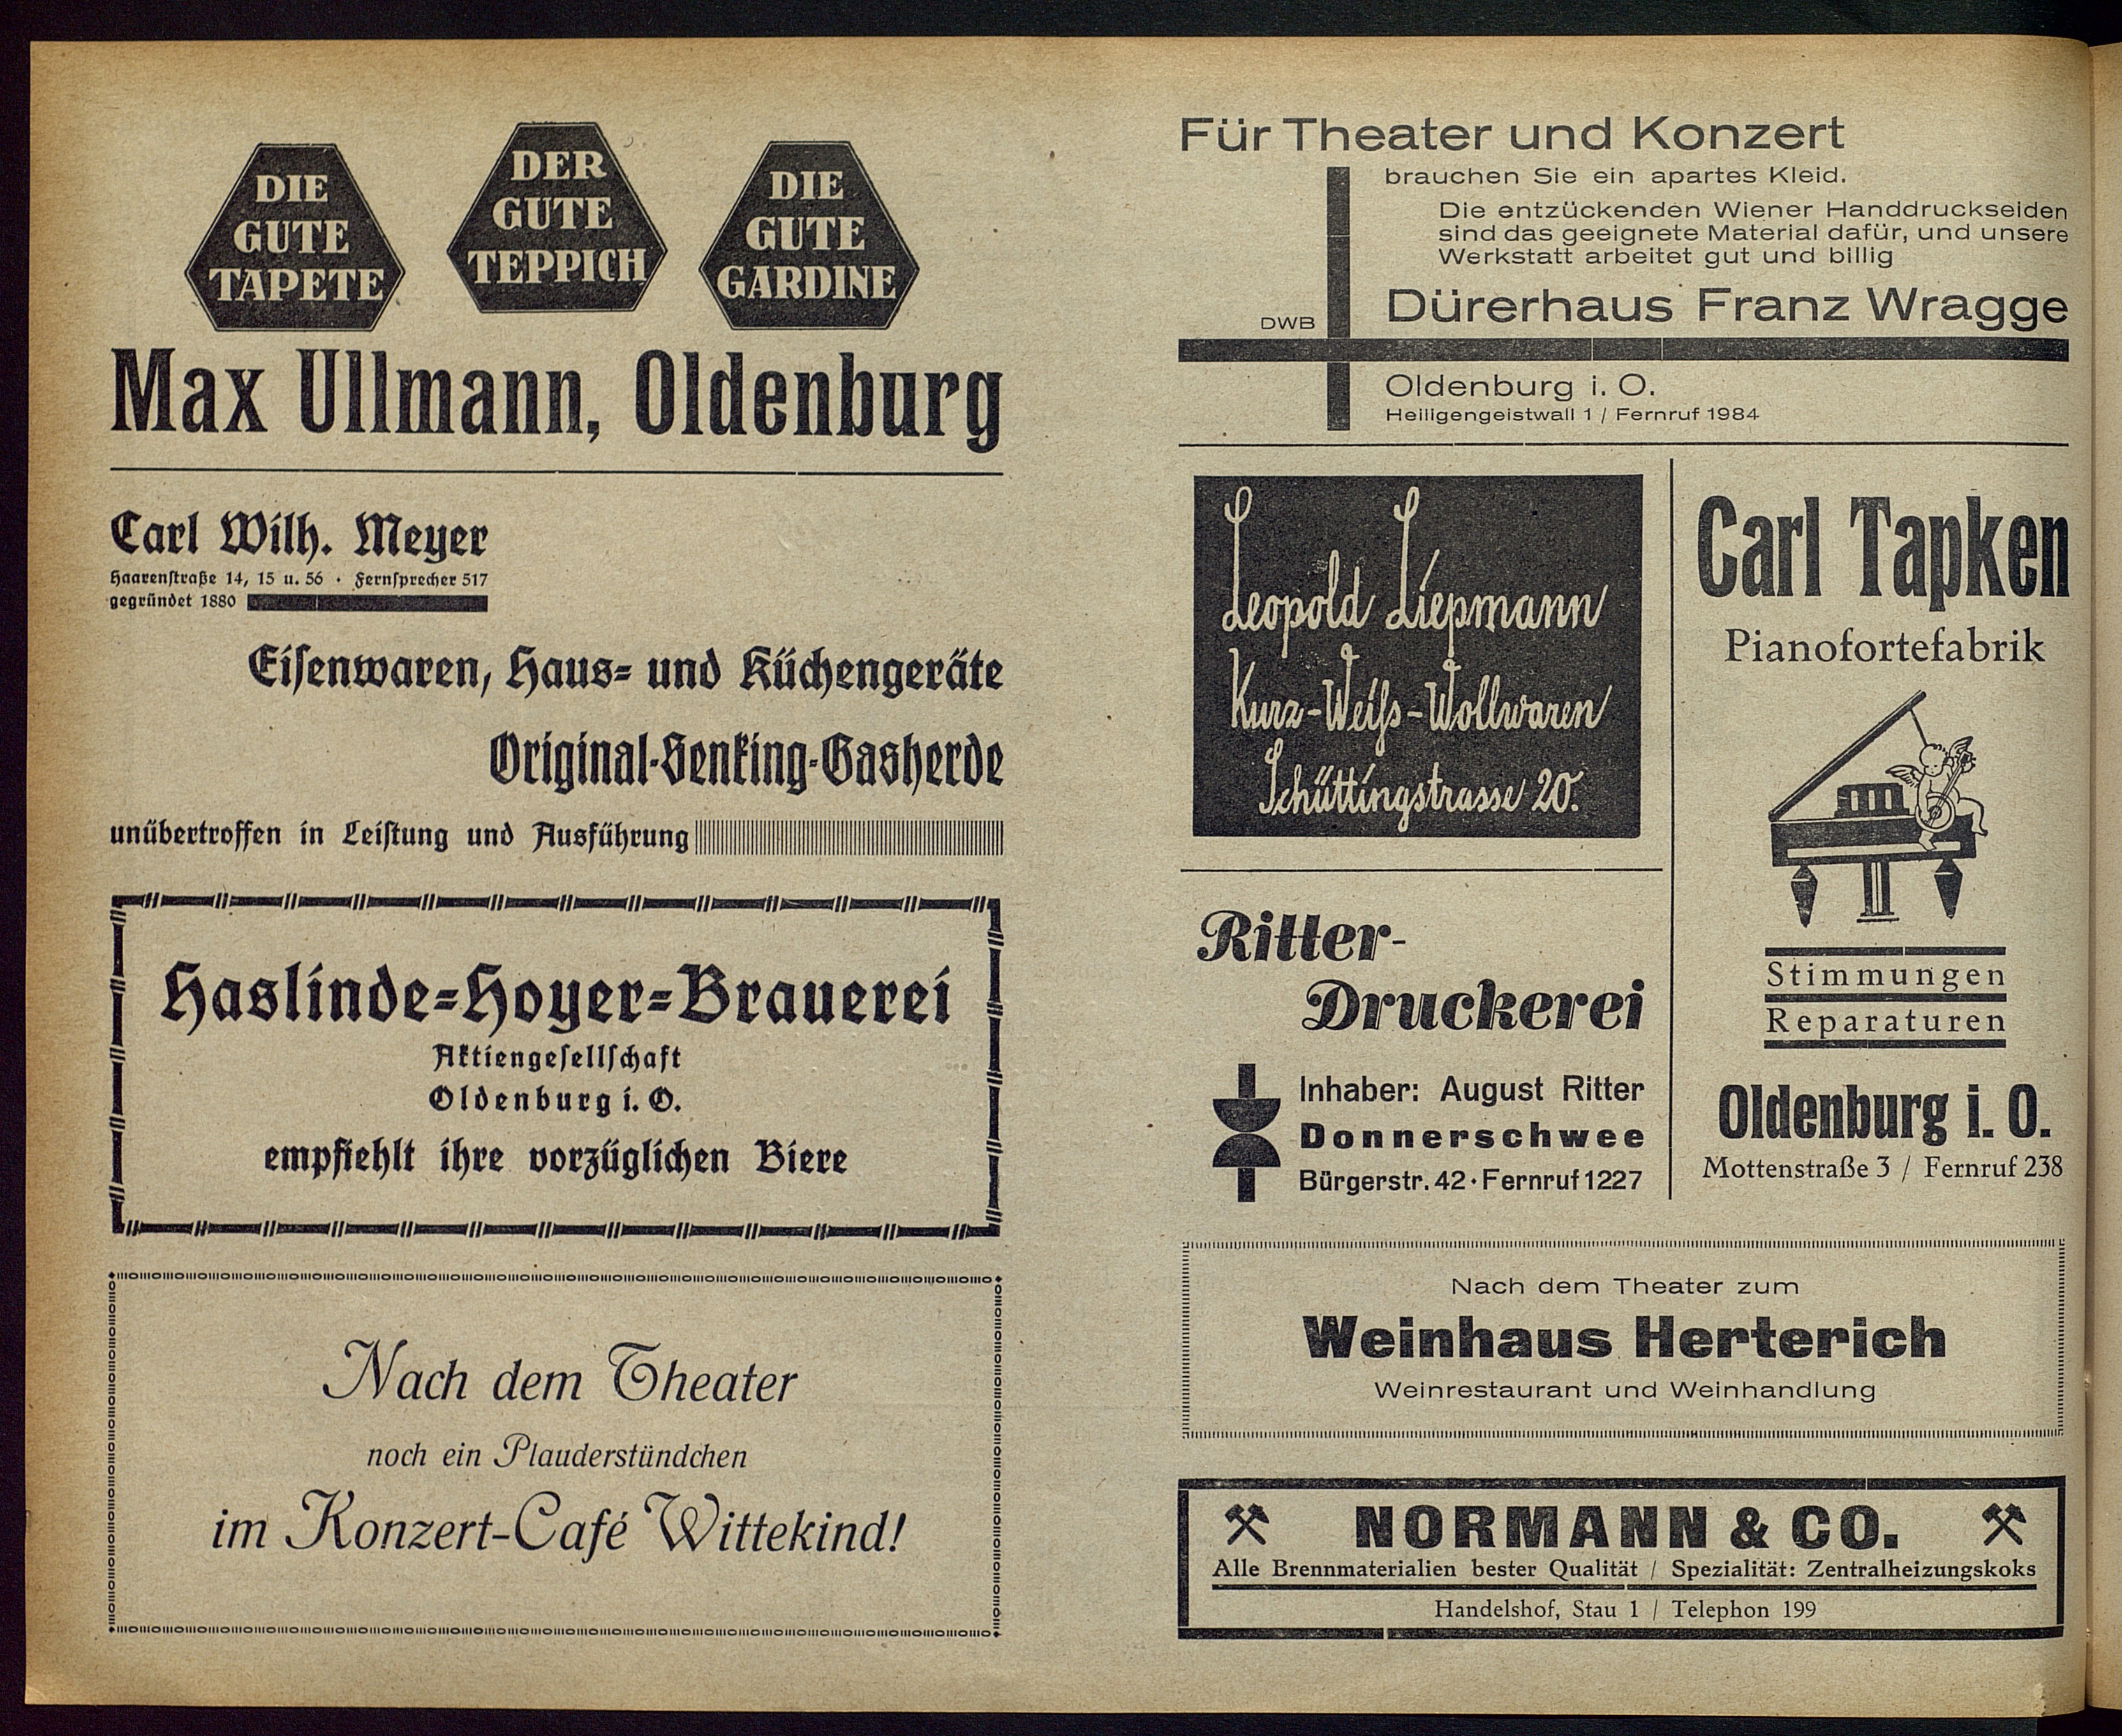 DIE
GUTE
TAPETE
DER
GUTE
TEPPICH
DIE
GUTE
GARDINE
Max Ullmann, Oldenburg
Carl Wilh. Meyer
Haarenſtraße 14, 15 u. 56 · Fernſprecher 517
gegründet 1880
Eiſenwaren, Haus- und Küchengeräte
Original-Senking-Gasherde
unübertroffen in Leiſtung und Ausführung
Haslinde-Hoyer-Brauerei
Aktiengeſellſchaft
Oldenburg i. O.
empfiehlt ihre vorzüglichen Biere
Nach dem Theater
noch ein Plauderstündchen
im Konzert-Café Wittekind!
Für Theater und Konzert
brauchen Sie ein apartes Kleid.
Die entzückenden Wiener Handdruckseiden
sind das geeignete Material dafür, und unsere
Werkstatt arbeitet gut und billig
DWB
Dürerhaus Franz Wragge
Oldenburg i. O.
Heiligengeistwall 1 / Fernruf 1984
Leopold Liepmann
Kurz-Weiß-Wollwaren
Schüttingstrasse 20.
Ritter-
Druckerei
Inhaber: August Ritter
Donnerschwee
Bürgerstr. 42 · Fernruf 1227
Carl Tapken
Pianofortefabrik
Stimmungen
Reparaturen
Oldenburg i. O.
Mottenstraße 3 / Fernruf 238
Nach dem Theater zum
Weinhaus Herterich
Weinrestaurant und Weinhandlung
NORMANN & CO.
Alle Brennmaterialien bester Qualität / Spezialität: Zentralheizungskoks
Handelshof, Stau 1 / Telephon 199